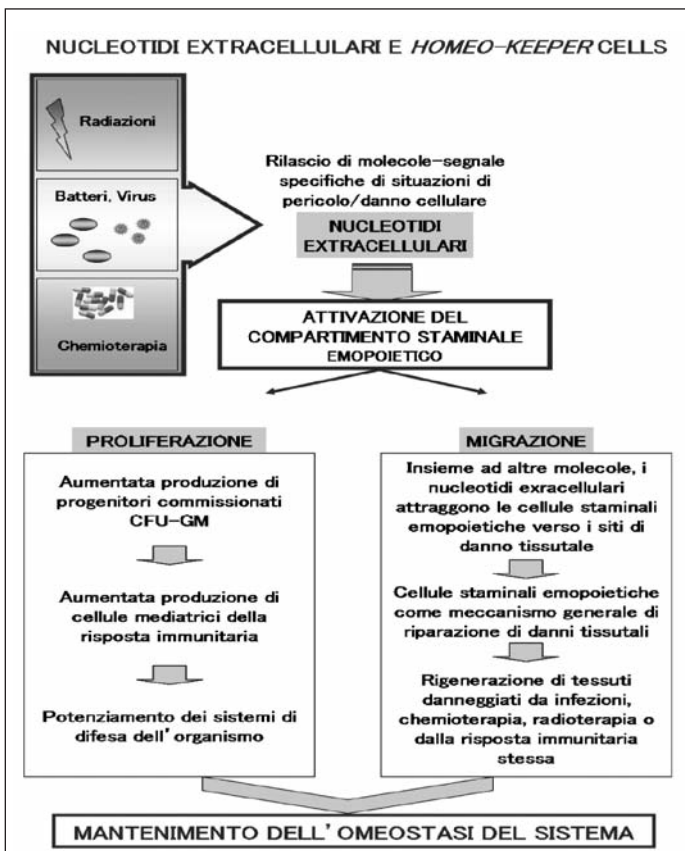 NUCLEOTIDI EXTRACELLULARI E HOMEO-KEEPER CELLS
Radiazioni
Batteri, Virus
Chemioterapia
Rilascio di molecole-segnale
specifiche di situazioni di
pericolo/danno cellulare
NUCLEOTIDI
EXTRACELLULARI
ATTIVAZIONE DEL
COMPARTIMENTO STAMINALE
EMOPOIETICO
PROLIFERAZIONE
Aumentata produzione di
progenitori commissionati
CFU-GM
Aumentata produzione di
cellule mediatrici della
risposta immunitaria
Potenziamento dei sistemi di
difesa dell' organismo
MIGRAZIONE
Insieme ad altre molecole, i
nucleotidi exracellulari
attraggono le cellule staminali
emopoietiche verso i siti di
danno tissutale
Cellule staminali emopoietiche
come meccanismo generale di
riparazione di danni tissutali
Rigenerazione di tessuti
danneggiati da infezioni,
chemioterapia, radioterapia o
dalla risposta immunitaria
stessa
MANTENIMENTO DELL' OMEOSTASI DEL SISTEMA